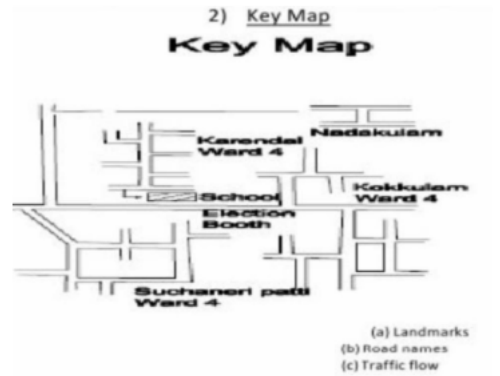 2) Key Map
Key Map
Nadakulam
Karendal
Ward 4
Kokkulam
Ward 4
School
Election
Booth
Suchaneri patti
Ward 4
(a) Landmarks
(b) Road names
(c) Traffic flow